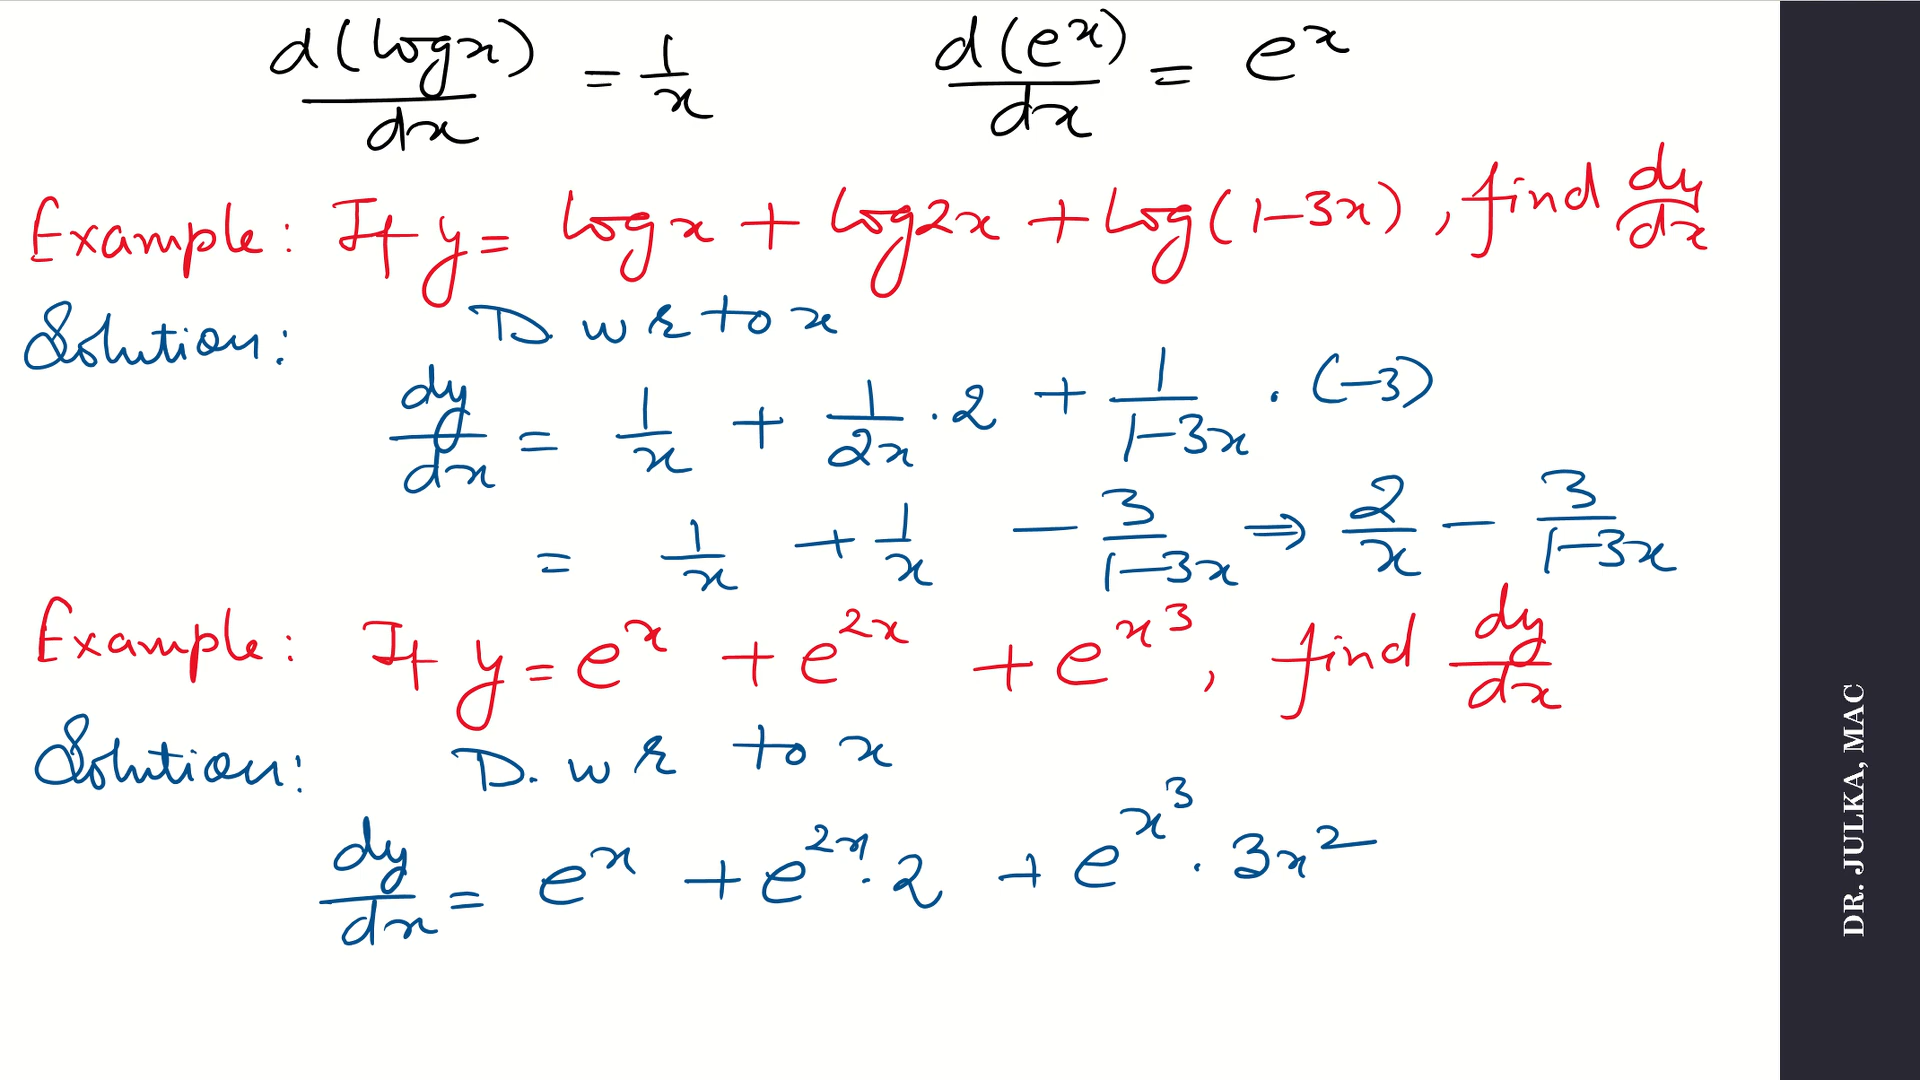 d(logx)/dx = 1/x    d(e^x)/dx = e^x
Example: If y = logx + log2x + log(1-3x), find dy/dx
Solution: D. w r to x
dy/dx = 1/x + 1/2x . 2 + 1/1-3x . (-3)
= 1/x + 1/x - 3/1-3x ⇒ 2/x - 3/1-3x
Example: If y = e^x + e^2x + e^x^3, find dy/dx
Solution: D. w r to x
dy/dx = e^x + e^2x . 2 + e^x^3 . 3x^2
DR. JULKA, MAC